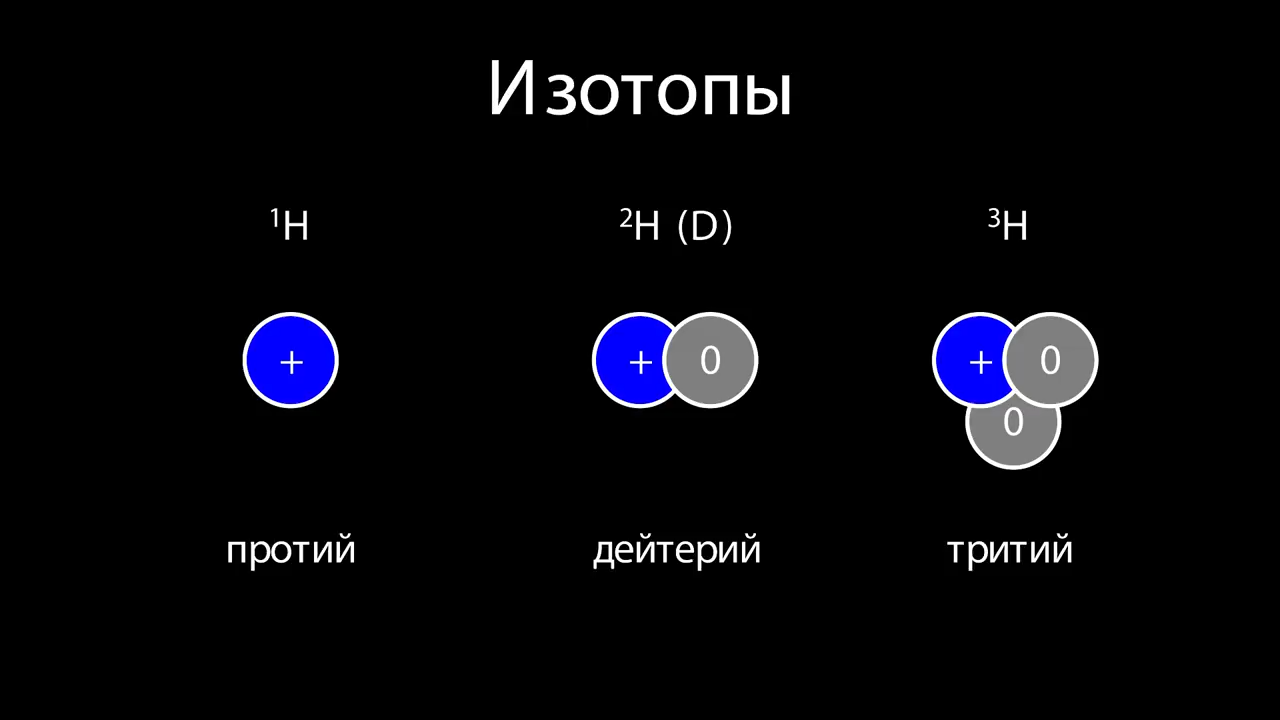 Изотопы
¹H ²H (D) ³H
+ +0 +0
0
протий дейтерий тритий